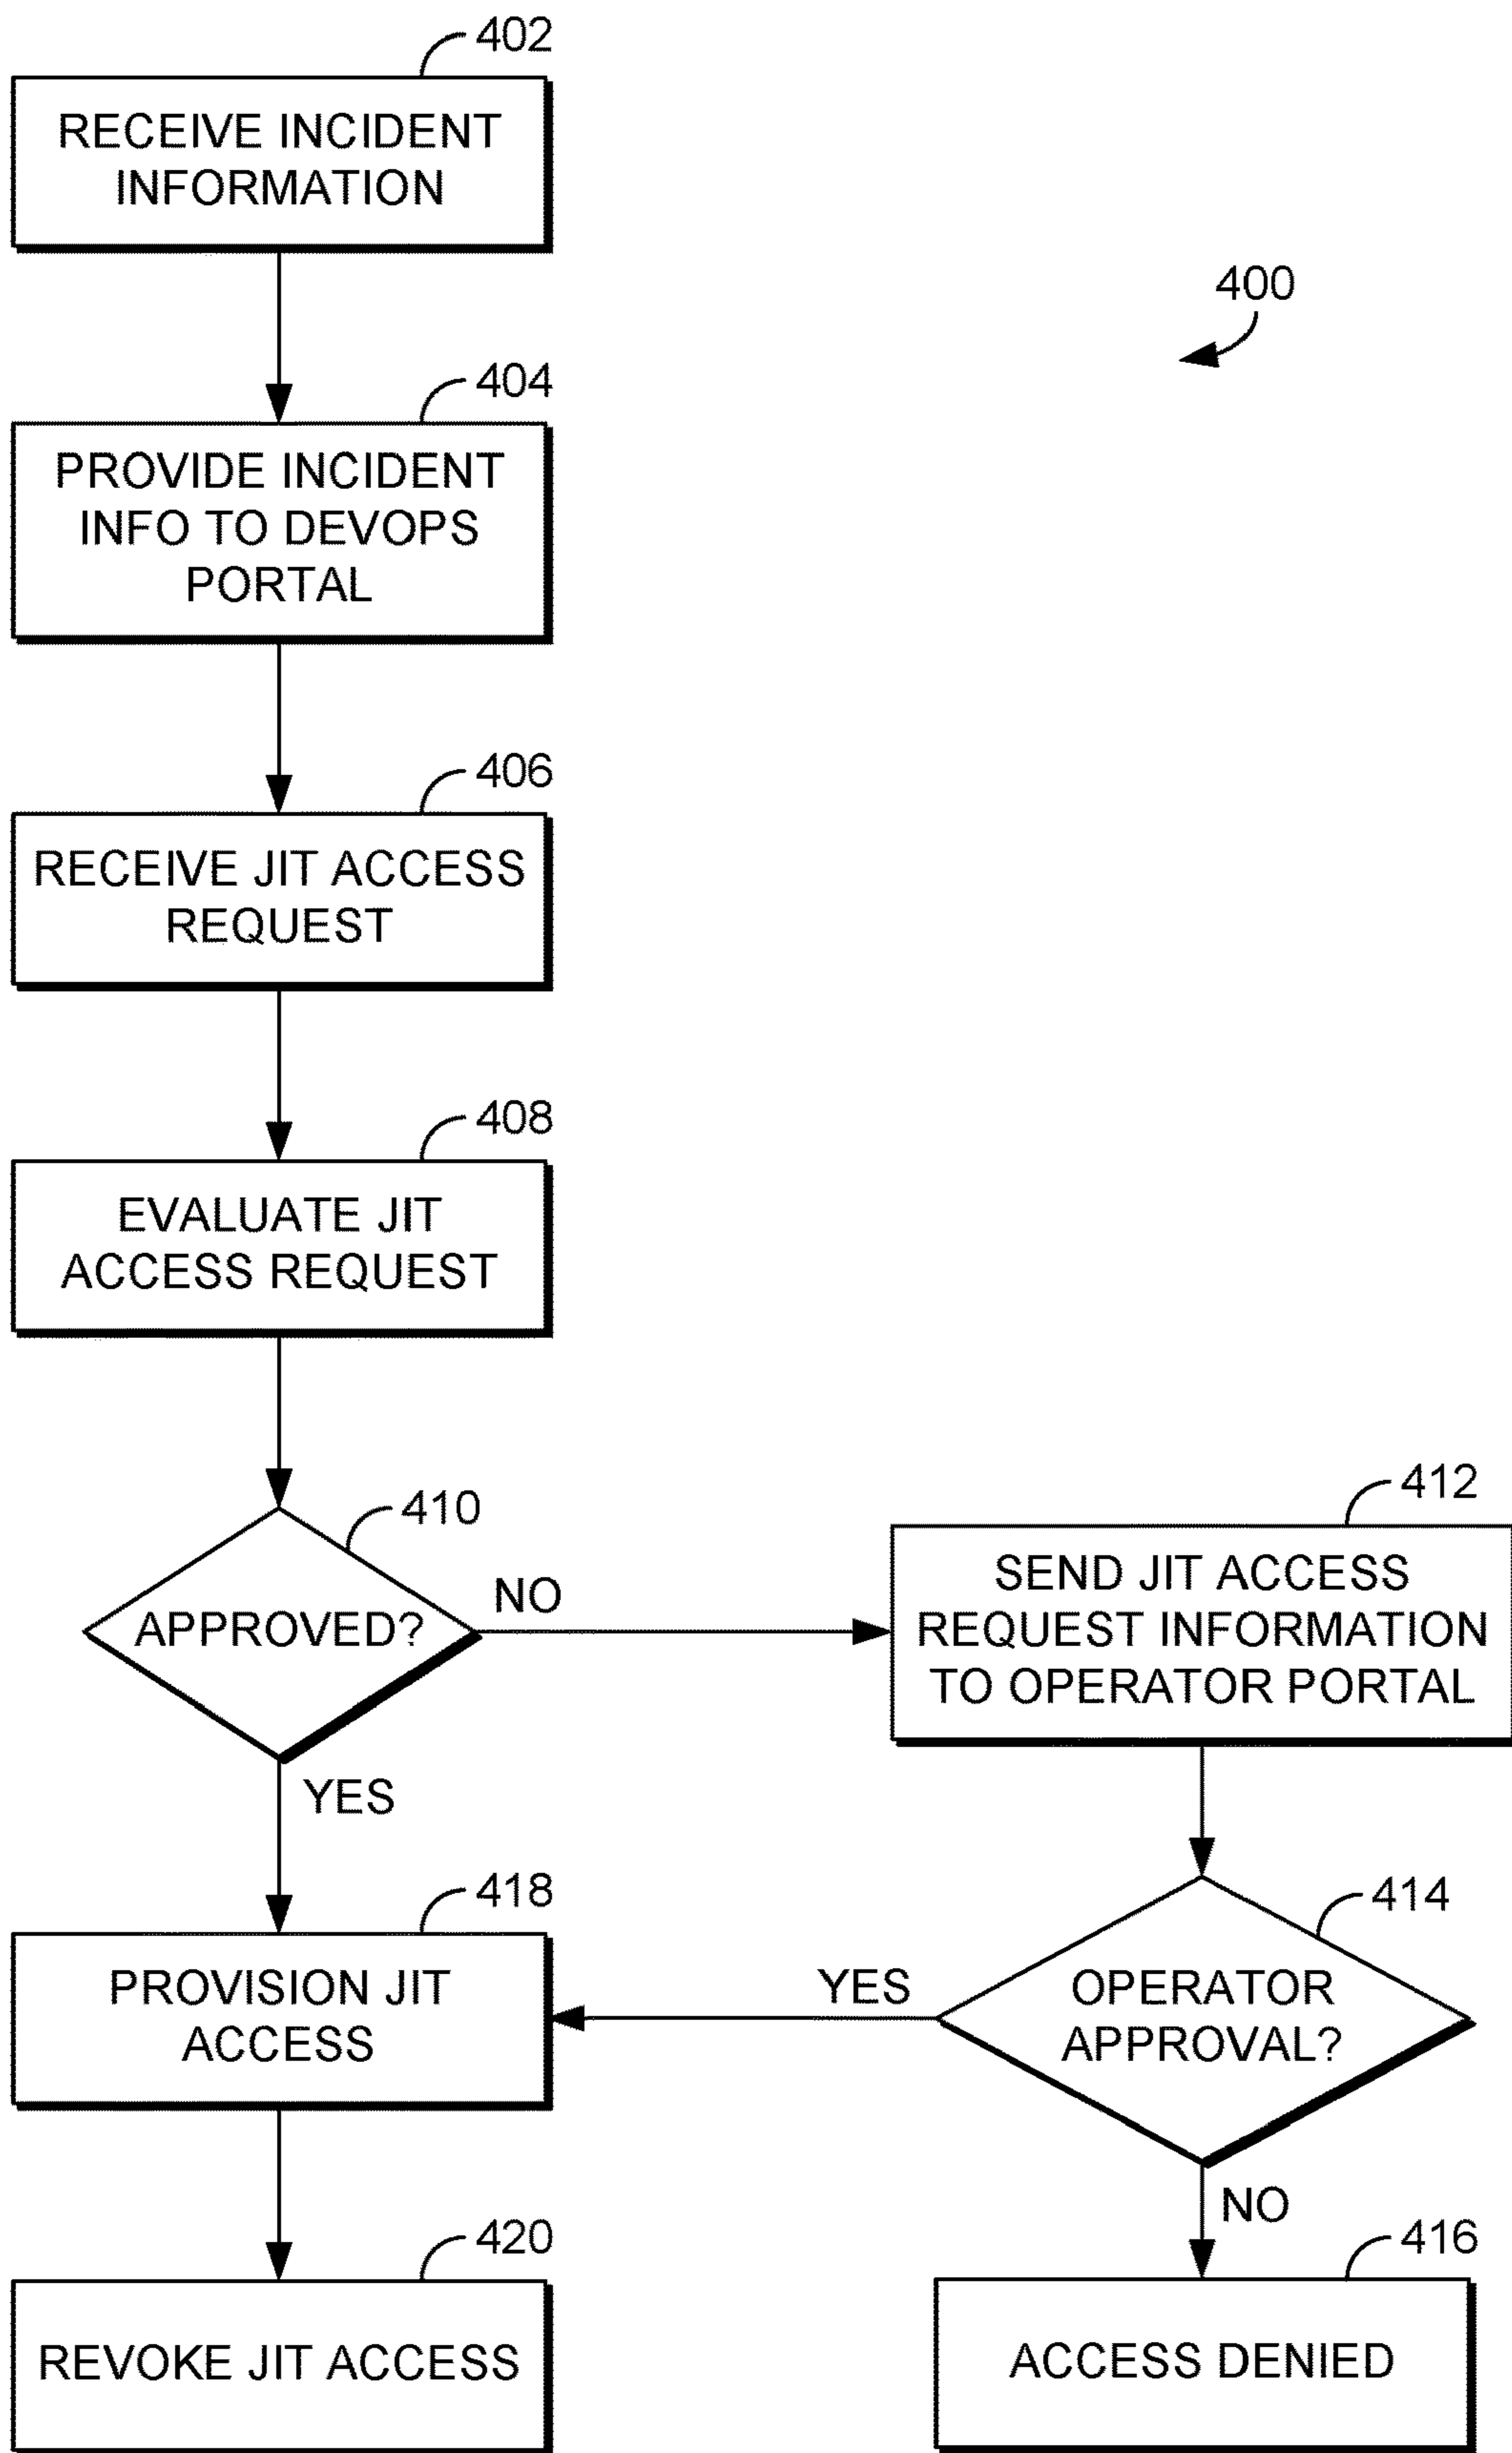 402
RECEIVE INCIDENT
INFORMATION
400
404
PROVIDE INCIDENT
INFO TO DEVOPS
PORTAL
406
RECEIVE JIT ACCESS
REQUEST
408
EVALUATE JIT
ACCESS REQUEST
410
APPROVED?
NO
YES
412
SEND JIT ACCESS
REQUEST INFORMATION
TO OPERATOR PORTAL
414
OPERATOR
APPROVAL?
YES
NO
418
PROVISION JIT
ACCESS
420
REVOKE JIT ACCESS
416
ACCESS DENIED